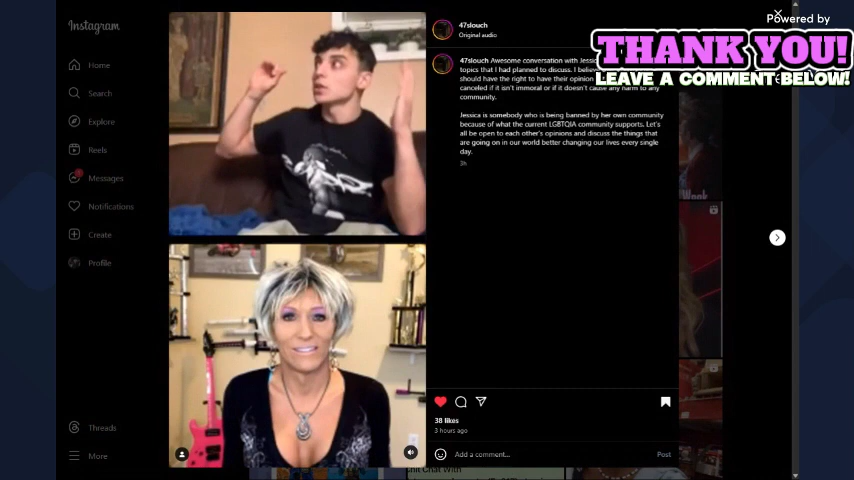 Instagram
Home
Search
Explore
Reels
Messages
Notifications
Create
Profile
Threads
More
47slouch
Original audio
47slouch Awesome conversation with Jessic
topics that I had planned to discuss. I believe
should have the right to have their opinion
canceled if it isn't immoral or if it doesn't cause any harm to any
community.
Jessica is somebody who is being banned by her own community
because of what the current LGBTQIA community supports. Let's
all be open to each other's opinions and discuss the things that
are going on in our world better changing our lives every single
day.
3h
38 likes
3 hours ago
Add a comment...
Post
Powered by
THANK YOU!
LEAVE A COMMENT BELOW!
Chit Chat With